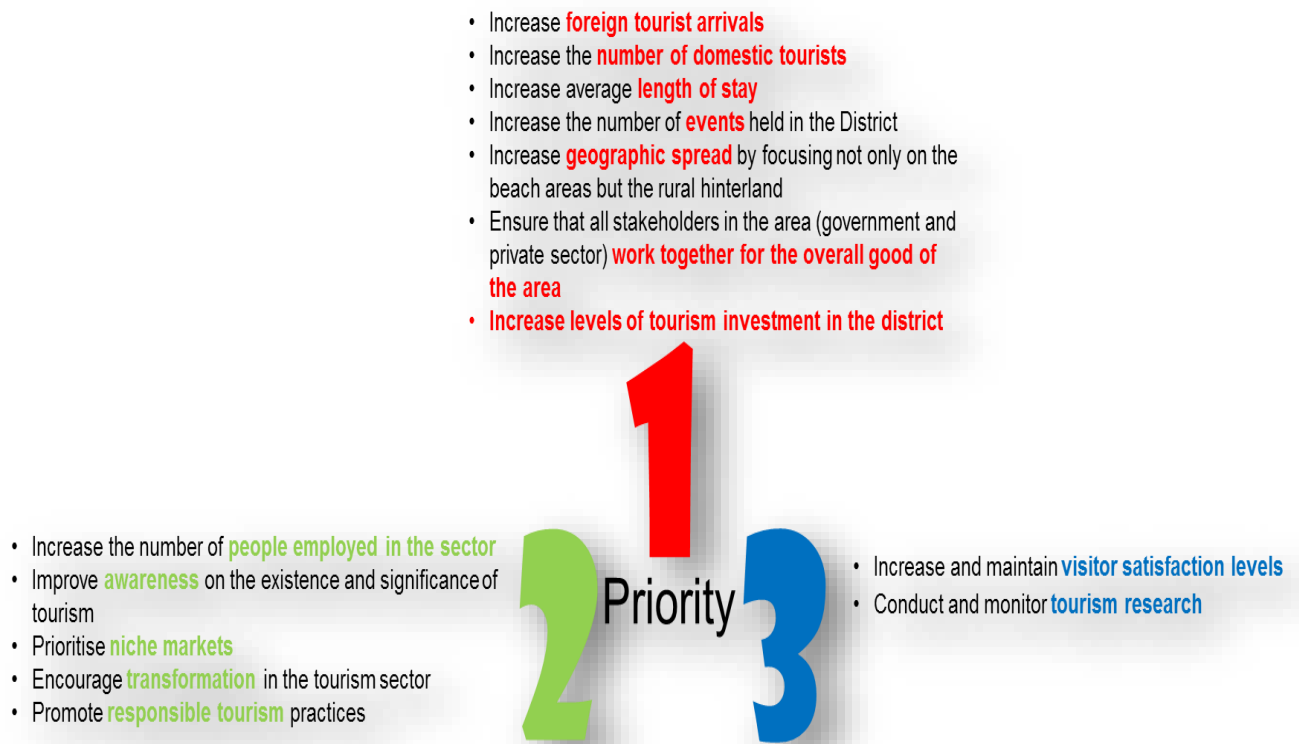 • Increase foreign tourist arrivals
• Increase the number of domestic tourists
• Increase average length of stay
• Increase the number of events held in the District
• Increase geographic spread by focusing not only on the
beach areas but the rural hinterland
• Ensure that all stakeholders in the area (government and
private sector) work together for the overall good of
the area
• Increase levels of tourism investment in the district
1
• Increase the number of people employed in the sector
• Improve awareness on the existence and significance of
tourism
• Prioritise niche markets
• Encourage transformation in the tourism sector
• Promote responsible tourism practices
2
Priority
3
• Increase and maintain visitor satisfaction levels
• Conduct and monitor tourism research